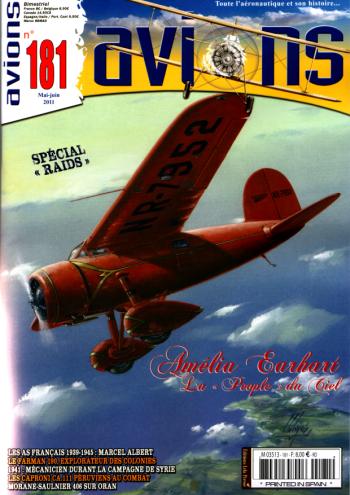 Bimestriel
Toute l'aéronautique et son histoire...
avions
n° 181
Mai-juin
2011
avions
SPÉCIAL
« RAIDS »
NR-7952
Amélia Earhart
La « People » du Ciel
LES AS FRANÇAIS 1939-1945 : MARCEL ALBERT
LE FARMAN 190, EXPLORATEUR DES COLONIES
1941, MÉCANICIEN DURANT LA CAMPAGNE DE SYRIE
LES CAPRONI CA.111 PÉRUVIENS AU COMBAT
MORANE-SAULNIER 406 SUR ORAN
"PRINTED IN SPAIN"